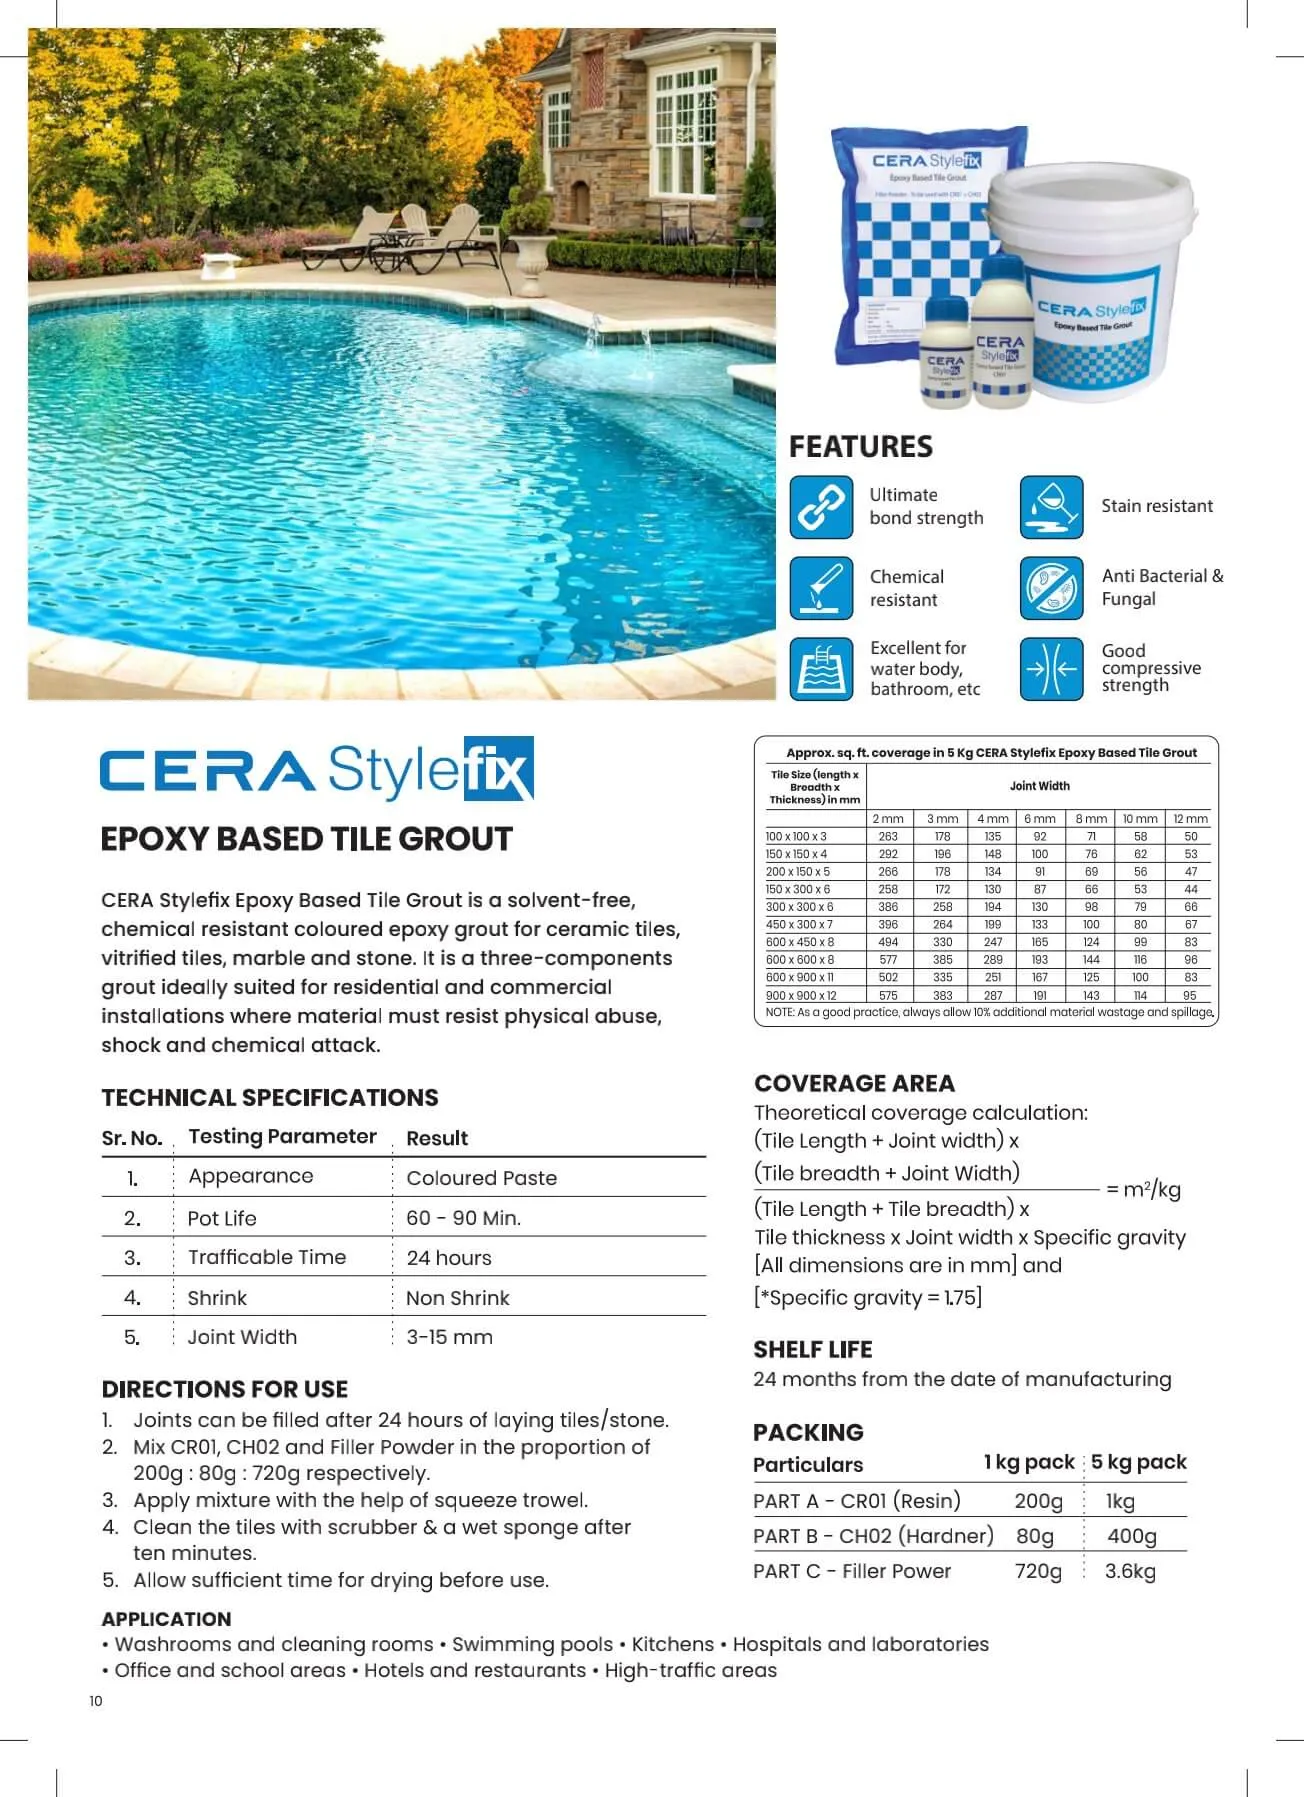 CERA Stylefix
Epoxy Based Tile Grout
CERA Stylefix
Epoxy Based Tile Grout
CERA
Stylefix
CERA
Stylefix
FEATURES
Ultimate
bond strength
Stain resistant
Chemical
resistant
Anti Bacterial &
Fungal
Excellent for
water body,
bathroom, etc
Good
compressive
strength
CERA Stylefix
EPOXY BASED TILE GROUT
CERA Stylefix Epoxy Based Tile Grout is a solvent-free,
chemical resistant coloured epoxy grout for ceramic tiles,
vitrified tiles, marble and stone. It is a three-components
grout ideally suited for residential and commercial
installations where material must resist physical abuse,
shock and chemical attack.
TECHNICAL SPECIFICATIONS
Sr. No. Testing Parameter Result
1. Appearance Coloured Paste
2. Pot Life 60 - 90 Min.
3. Trafficable Time 24 hours
4. Shrink Non Shrink
5. Joint Width 3-15 mm
DIRECTIONS FOR USE
1. Joints can be filled after 24 hours of laying tiles/stone.
2. Mix CR01, CH02 and Filler Powder in the proportion of
200g : 80g : 720g respectively.
3. Apply mixture with the help of squeeze trowel.
4. Clean the tiles with scrubber & a wet sponge after
ten minutes.
5. Allow sufficient time for drying before use.
APPLICATION
• Washrooms and cleaning rooms • Swimming pools • Kitchens • Hospitals and laboratories
• Office and school areas • Hotels and restaurants • High-traffic areas
Approx. sq. ft. coverage in 5 Kg CERA Stylefix Epoxy Based Tile Grout
Tile Size (length x
Breadth x
Thickness) in mm
Joint Width
2 mm 3 mm 4 mm 6 mm 8 mm 10 mm 12 mm
100 x 100 x 3 263 178 135 92 71 58 50
150 x 150 x 4 292 196 148 100 76 62 53
200 x 150 x 5 266 178 134 91 69 56 47
150 x 300 x 6 258 172 130 87 66 53 44
300 x 300 x 6 386 258 194 130 98 79 66
450 x 300 x 7 396 264 199 133 100 80 67
600 x 450 x 8 494 330 247 165 124 99 83
600 x 600 x 8 577 385 289 193 144 116 96
600 x 900 x 11 502 335 251 167 125 100 83
900 x 900 x 12 575 383 287 191 143 114 95
NOTE: As a good practice, always allow 10% additional material wastage and spillage.
COVERAGE AREA
Theoretical coverage calculation:
(Tile Length + Joint width) x
(Tile breadth + Joint Width)
= m²/kg
(Tile Length + Tile breadth) x
Tile thickness x Joint width x Specific gravity
[All dimensions are in mm] and
[*Specific gravity = 1.75]
SHELF LIFE
24 months from the date of manufacturing
PACKING
Particulars 1 kg pack 5 kg pack
PART A - CR01 (Resin) 200g 1kg
PART B - CH02 (Hardner) 80g 400g
PART C - Filler Power 720g 3.6kg
10